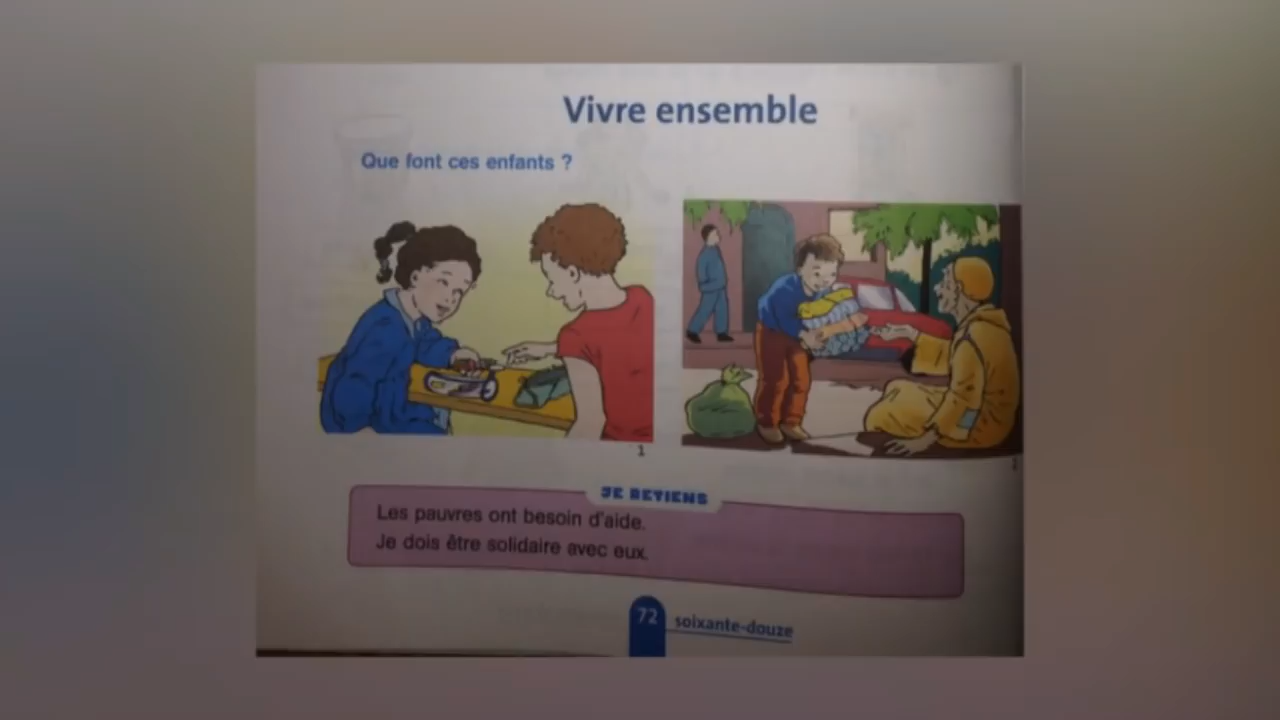 Vivre ensemble
Que font ces enfants ?
1
JE RETIENS
Les pauvres ont besoin d'aide.
Je dois être solidaire avec eux.
72 soixante-douze